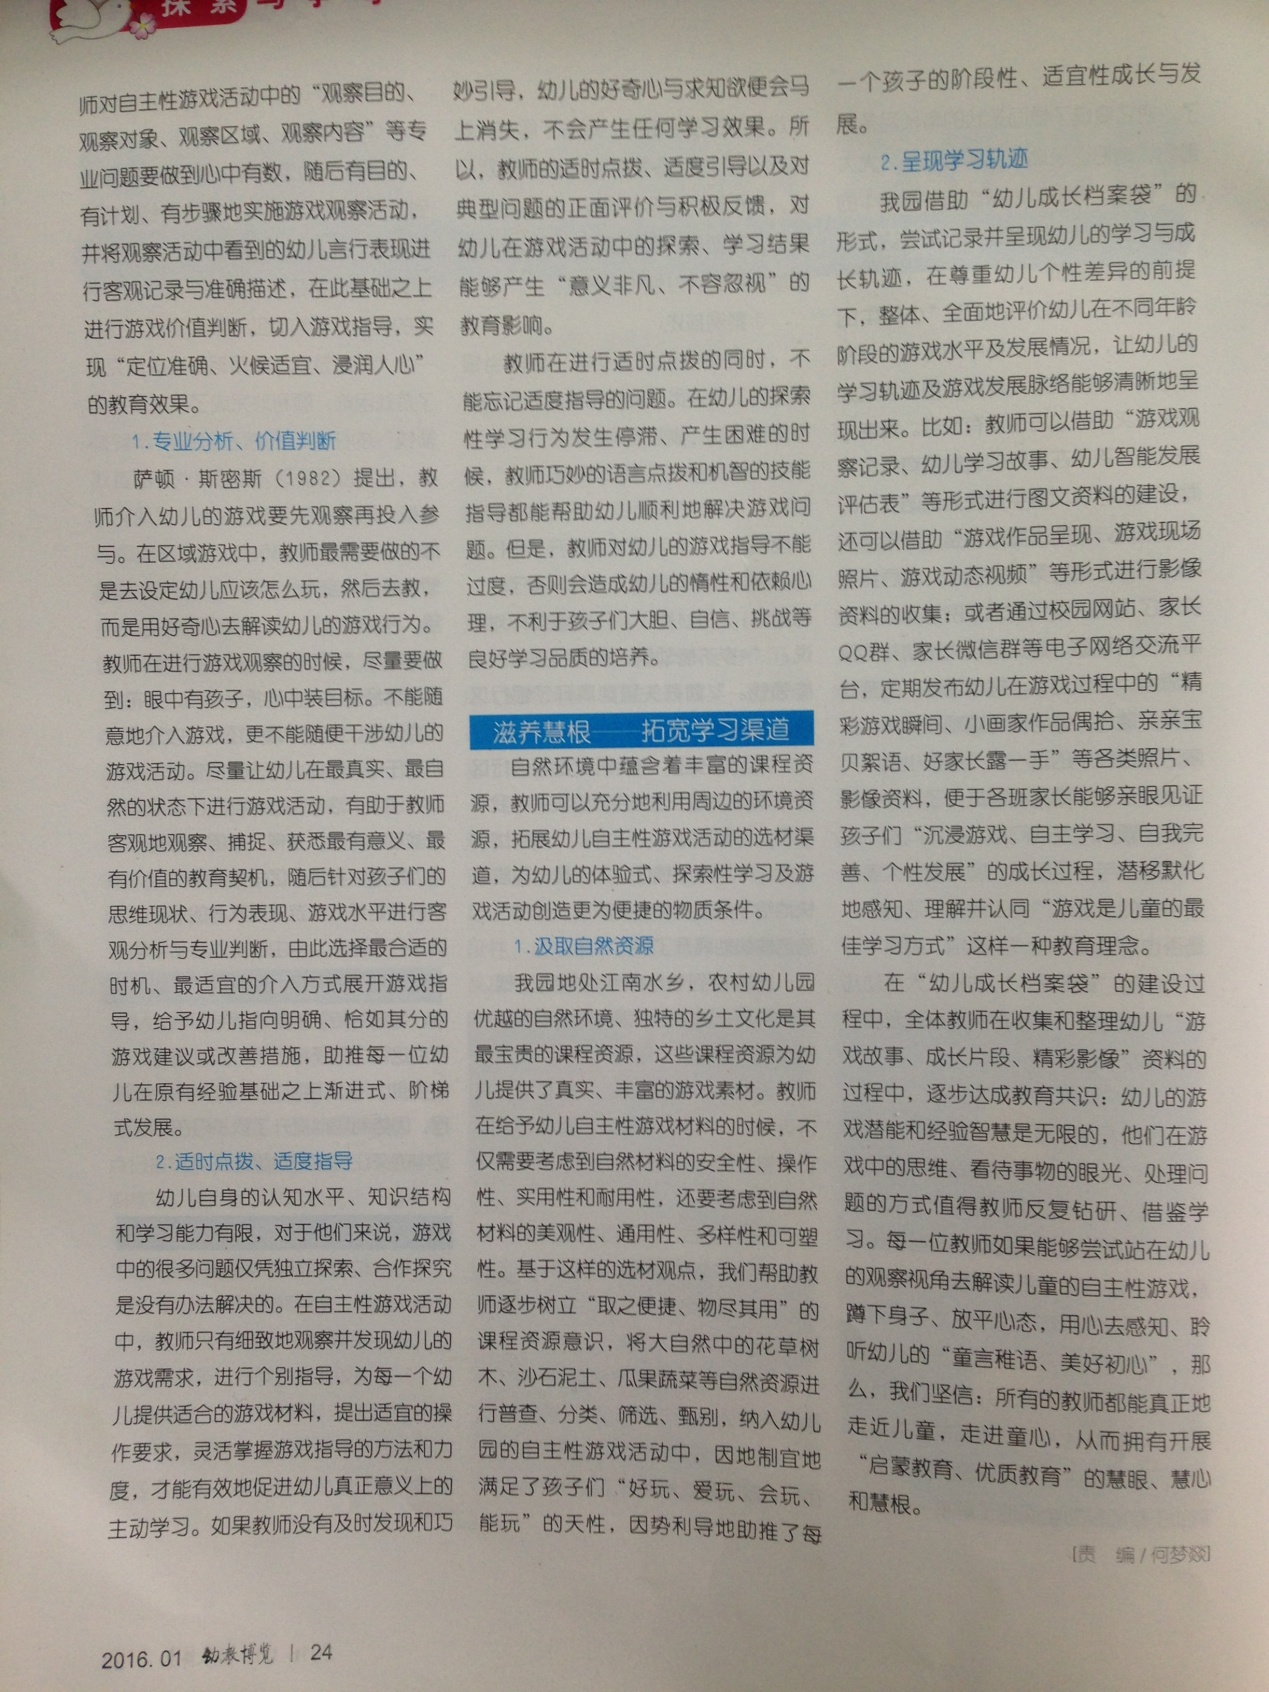 探索与学习
师对自主性游戏活动中的“观察目的、
观察对象、观察区域、观察内容”等专
业问题要做到心中有数，随后有目的、
有计划、有步骤地实施游戏观察活动，
并将观察活动中看到的幼儿言行表现进
行客观记录与准确描述，在此基础之上
进行游戏价值判断，切入游戏指导，实
现“定位准确、火候适宜、浸润人心”
的教育效果。
1.专业分析、价值判断
萨顿·斯密斯（1982）提出，教
师介入幼儿的游戏要先观察再投入参
与。在区域游戏中，教师最需要做的不
是去设定幼儿应该怎么玩，然后去教，
而是用好奇心去解读幼儿的游戏行为。
教师在进行游戏观察的时候，尽量要做
到：眼中有孩子，心中装目标。不能随
意地介入游戏，更不能随便干涉幼儿的
游戏活动。尽量让幼儿在最真实、最自
然的状态下进行游戏活动，有助于教师
客观地观察、捕捉、获悉最有意义、最
有价值的教育契机，随后针对孩子们的
思维现状、行为表现、游戏水平进行客
观分析与专业判断，由此选择最合适的
时机、最适宜的介入方式展开游戏指
导，给予幼儿指向明确、恰如其分的
游戏建议或改善措施，助推每一位幼
儿在原有经验基础之上渐进式、阶梯
式发展。
2.适时点拨、适度指导
幼儿自身的认知水平、知识结构
和学习能力有限，对于他们来说，游戏
中的很多问题仅凭独立探索、合作探究
是没有办法解决的。在自主性游戏活动
中，教师只有细致地观察并发现幼儿的
游戏需求，进行个别指导，为每一个幼
儿提供适合的游戏材料，提出适宜的操
作要求，灵活掌握游戏指导的方法和力
度，才能有效地促进幼儿真正意义上的
主动学习。如果教师没有及时发现和巧
妙引导，幼儿的好奇心与求知欲便会马
上消失，不会产生任何学习效果。所
以，教师的适时点拨、适度引导以及对
典型问题的正面评价与积极反馈，对
幼儿在游戏活动中的探索、学习结果
能够产生“意义非凡、不容忽视”的
教育影响。
教师在进行适时点拨的同时，不
能忘记适度指导的问题。在幼儿的探索
性学习行为发生停滞、产生困难的时
候，教师巧妙的语言点拨和机智的技能
指导都能帮助幼儿顺利地解决游戏问
题。但是，教师对幼儿的游戏指导不能
过度，否则会造成幼儿的惰性和依赖心
理，不利于孩子们大胆、自信、挑战等
良好学习品质的培养。
滋养慧根——拓宽学习渠道
自然环境中蕴含着丰富的课程资
源，教师可以充分地利用周边的环境资
源，拓展幼儿自主性游戏活动的选材渠
道，为幼儿的体验式、探索性学习及游
戏活动创造更为便捷的物质条件。
1.汲取自然资源
我园地处江南水乡，农村幼儿园
优越的自然环境、独特的乡土文化是其
最宝贵的课程资源，这些课程资源为幼
儿提供了真实、丰富的游戏素材。教师
在给予幼儿自主性游戏材料的时候，不
仅需要考虑到自然材料的安全性、操作
性、实用性和耐用性，还要考虑到自然
材料的美观性、通用性、多样性和可塑
性。基于这样的选材观点，我们帮助教
师逐步树立“取之便捷、物尽其用”的
课程资源意识，将大自然中的花草树
木、沙石泥土、瓜果蔬菜等自然资源进
行普查、分类、筛选、甄别，纳入幼儿
园的自主性游戏活动中，因地制宜地
满足了孩子们“好玩、爱玩、会玩、
能玩”的天性，因势利导地助推了每
一个孩子的阶段性、适宜性成长与发
展。
2.呈现学习轨迹
我园借助“幼儿成长档案袋”的
形式，尝试记录并呈现幼儿的学习与成
长轨迹，在尊重幼儿个性差异的前提
下，整体、全面地评价幼儿在不同年龄
阶段的游戏水平及发展情况，让幼儿的
学习轨迹及游戏发展脉络能够清晰地呈
现出来。比如：教师可以借助“游戏观
察记录、幼儿学习故事、幼儿智能发展
评估表”等形式进行图文资料的建设，
还可以借助“游戏作品呈现、游戏现场
照片、游戏动态视频”等形式进行影像
资料的收集；或者通过校园网站、家长
QQ群、家长微信群等电子网络交流平
台，定期发布幼儿在游戏过程中的“精
彩游戏瞬间、小画家作品偶拾、亲亲宝
贝絮语、好家长露一手”等各类照片、
影像资料，便于各班家长能够亲眼见证
孩子们“沉浸游戏、自主学习、自我完
善、个性发展”的成长过程，潜移默化
地感知、理解并认同“游戏是儿童的最
佳学习方式”这样一种教育理念。
在“幼儿成长档案袋”的建设过
程中，全体教师在收集和整理幼儿“游
戏故事、成长片段、精彩影像”资料的
过程中，逐步达成教育共识：幼儿的游
戏潜能和经验智慧是无限的，他们在游
戏中的思维、看待事物的眼光、处理问
题的方式值得教师反复钻研、借鉴学
习。每一位教师如果能够尝试站在幼儿
的观察视角去解读儿童的自主性游戏，
蹲下身子、放平心态，用心去感知、聆
听幼儿的“童言稚语、美好初心”，那
么，我们坚信：所有的教师都能真正地
走近儿童，走进童心，从而拥有开展
“启蒙教育、优质教育”的慧眼、慧心
和慧根。
[责 编/何梦燚]
2016.01 幼教博览 | 24